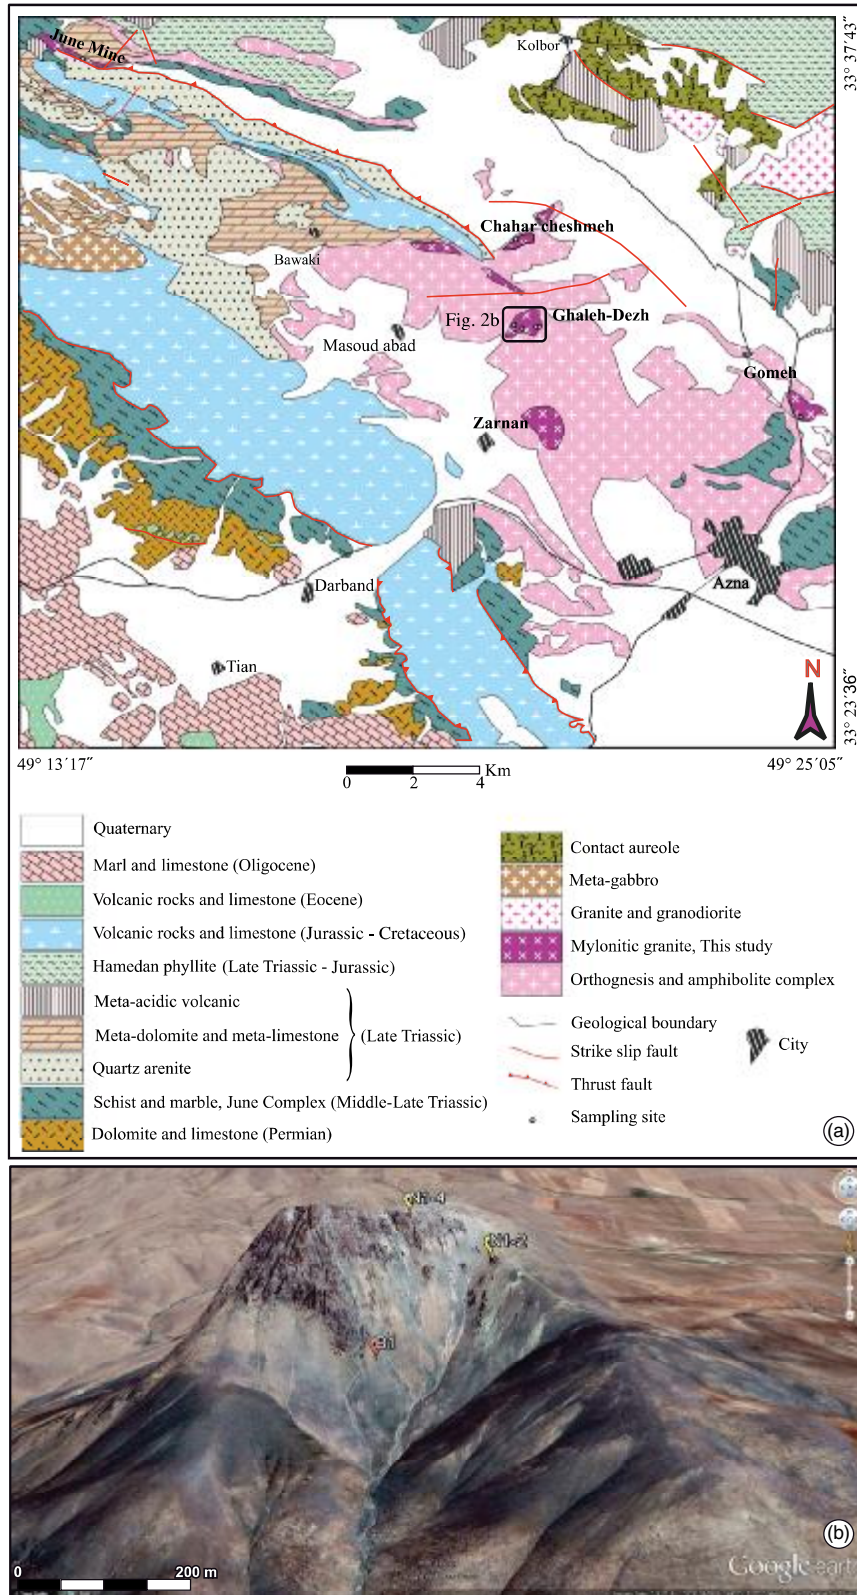 June Mine
Kolbor
33° 37´43″
Chahar cheshmeh
Bawaki
Fig. 2b
Ghaleh-Dezh
Masoud abad
Gomeh
Zarnan
Azna
Darband
Tian
N
33° 23´36″
49° 13´17″
49° 25´05″
Km
0 2 4
Quaternary
Marl and limestone (Oligocene)
Volcanic rocks and limestone (Eocene)
Volcanic rocks and limestone (Jurassic - Cretaceous)
Hamedan phyllite (Late Triassic - Jurassic)
Meta-acidic volcanic
Meta-dolomite and meta-limestone
(Late Triassic)
Quartz arenite
Schist and marble, June Complex (Middle-Late Triassic)
Dolomite and limestone (Permian)
Contact aureole
Meta-gabbro
Granite and granodiorite
Mylonitic granite, This study
Orthognesis and amphibolite complex
Geological boundary
Strike slip fault
City
Thrust fault
Sampling site
(a)
N1-4
N1-2
B1
0 200 m
(b)
Google earth